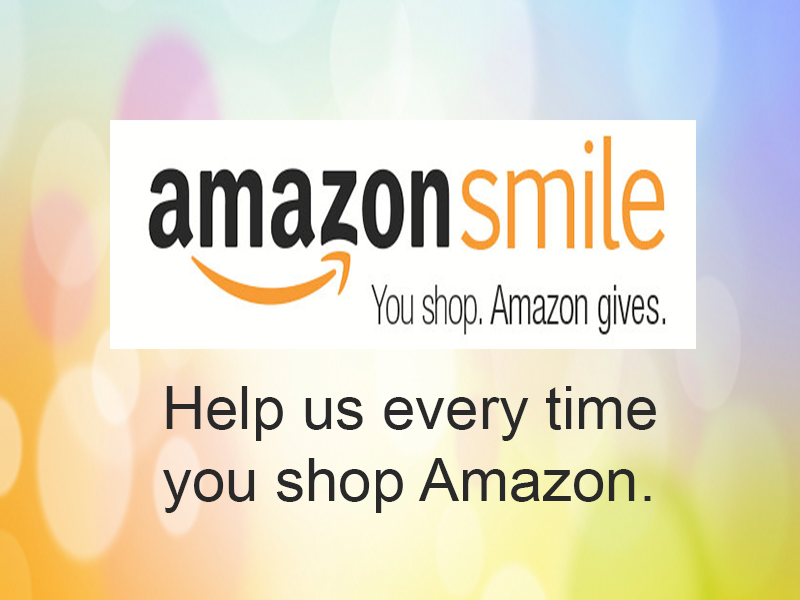 amazonsmile
You shop. Amazon gives.
Help us every time
you shop Amazon.